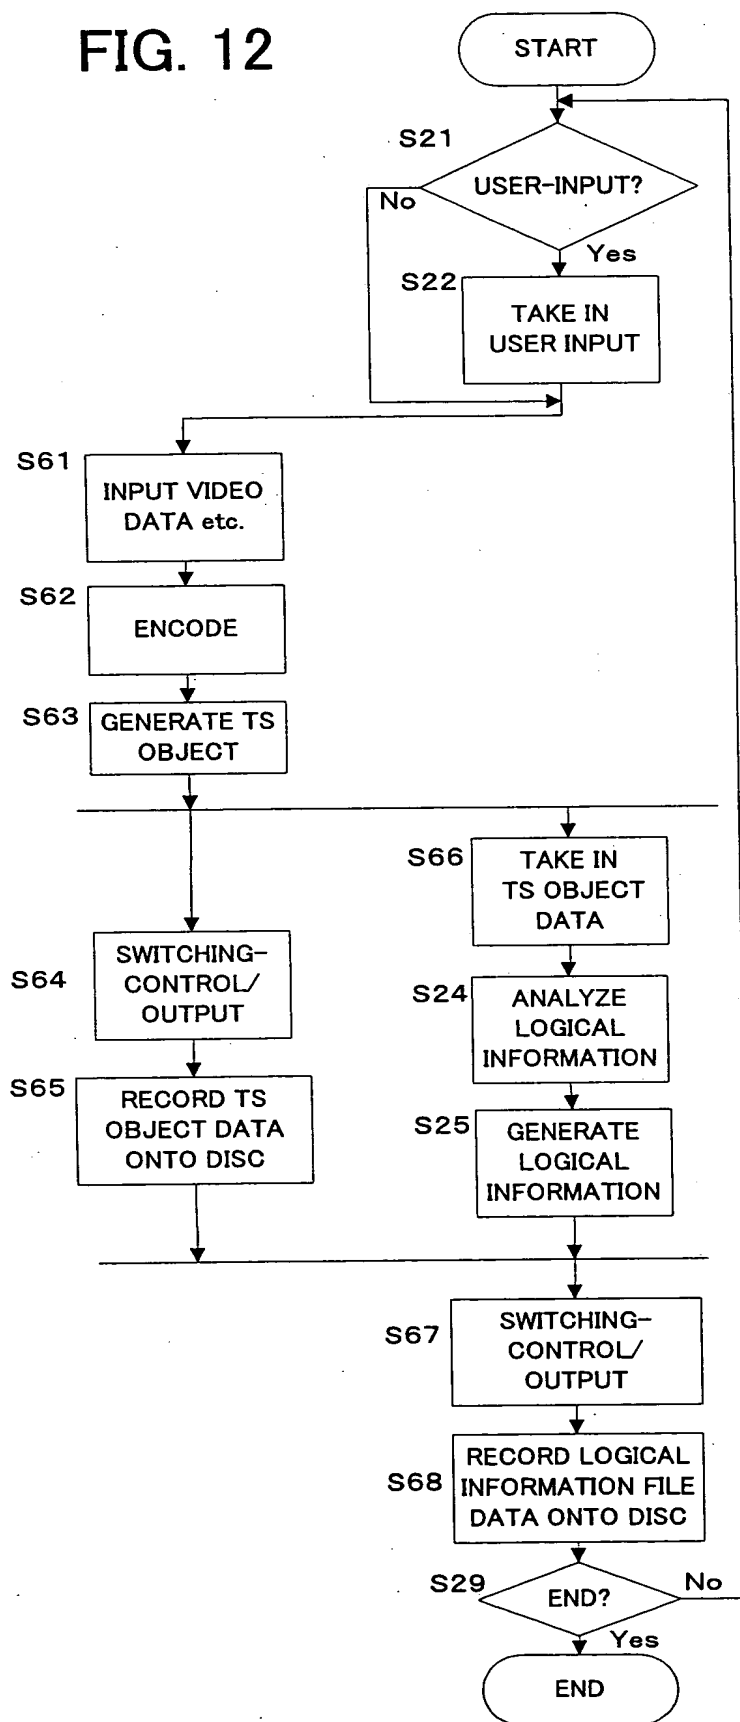 FIG. 12
START
S21
USER-INPUT?
No
Yes
S22
TAKE IN
USER INPUT
S61
INPUT VIDEO
DATA etc.
S62
ENCODE
S63
GENERATE TS
OBJECT
S66
TAKE IN
TS OBJECT
DATA
S64
SWITCHING-
CONTROL/
OUTPUT
S24
ANALYZE
LOGICAL
INFORMATION
S65
RECORD TS
OBJECT DATA
ONTO DISC
S25
GENERATE
LOGICAL
INFORMATION
S67
SWITCHING-
CONTROL/
OUTPUT
S68
RECORD LOGICAL
INFORMATION FILE
DATA ONTO DISC
S29
END?
No
Yes
END